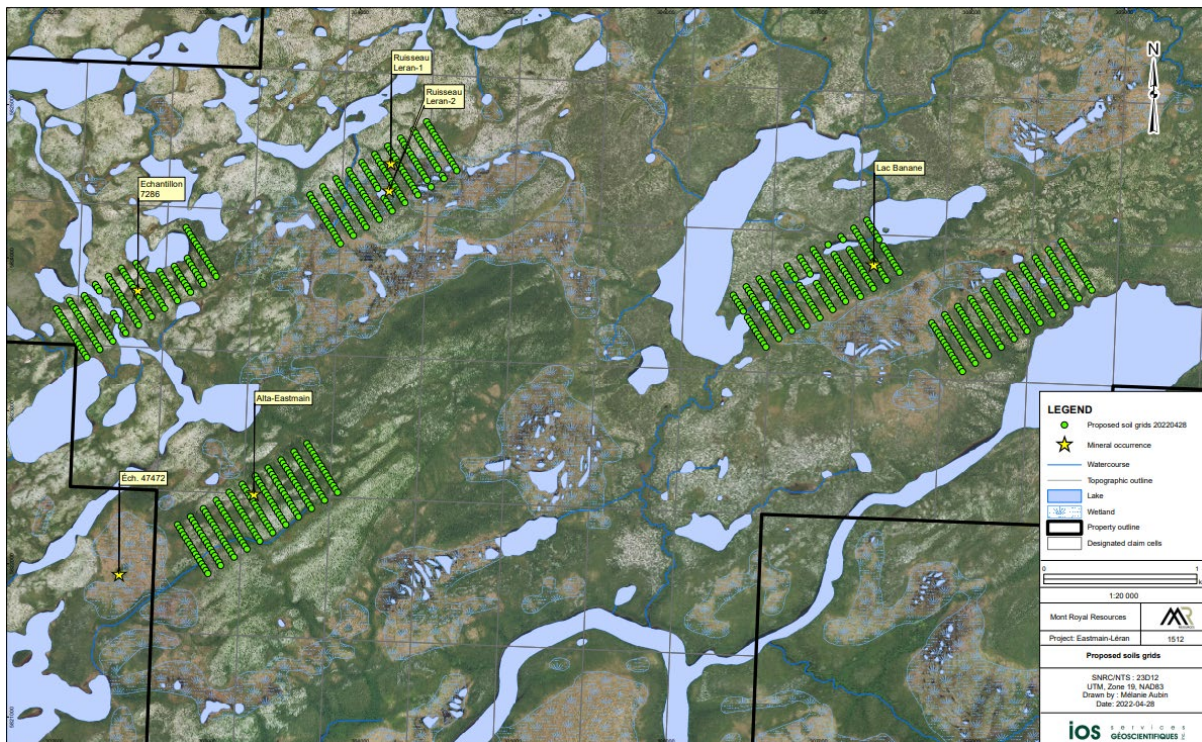 Ruisseau
Leran-1
Ruisseau
Leran-2
N
Lac Banane
Echantillon
7286
Alta-Eastmain
Éch. 47472
LEGEND
Proposed soil grids 20220428
Mineral occurrence
Watercourse
Topographic outline
Lake
Wetland
Property outline
Designated claim cells
0 1
1:20 000
Mont Royal Resources
MR
RESOURCES
Project: Eastmain-Léran 1512
Proposed soils grids
SNRC/NTS : 23D12
UTM, Zone 19, NAD83
Drawn by : Mélanie Aubin
Date: 2022-04-28
ios services
GÉOSCIENTIFIQUES